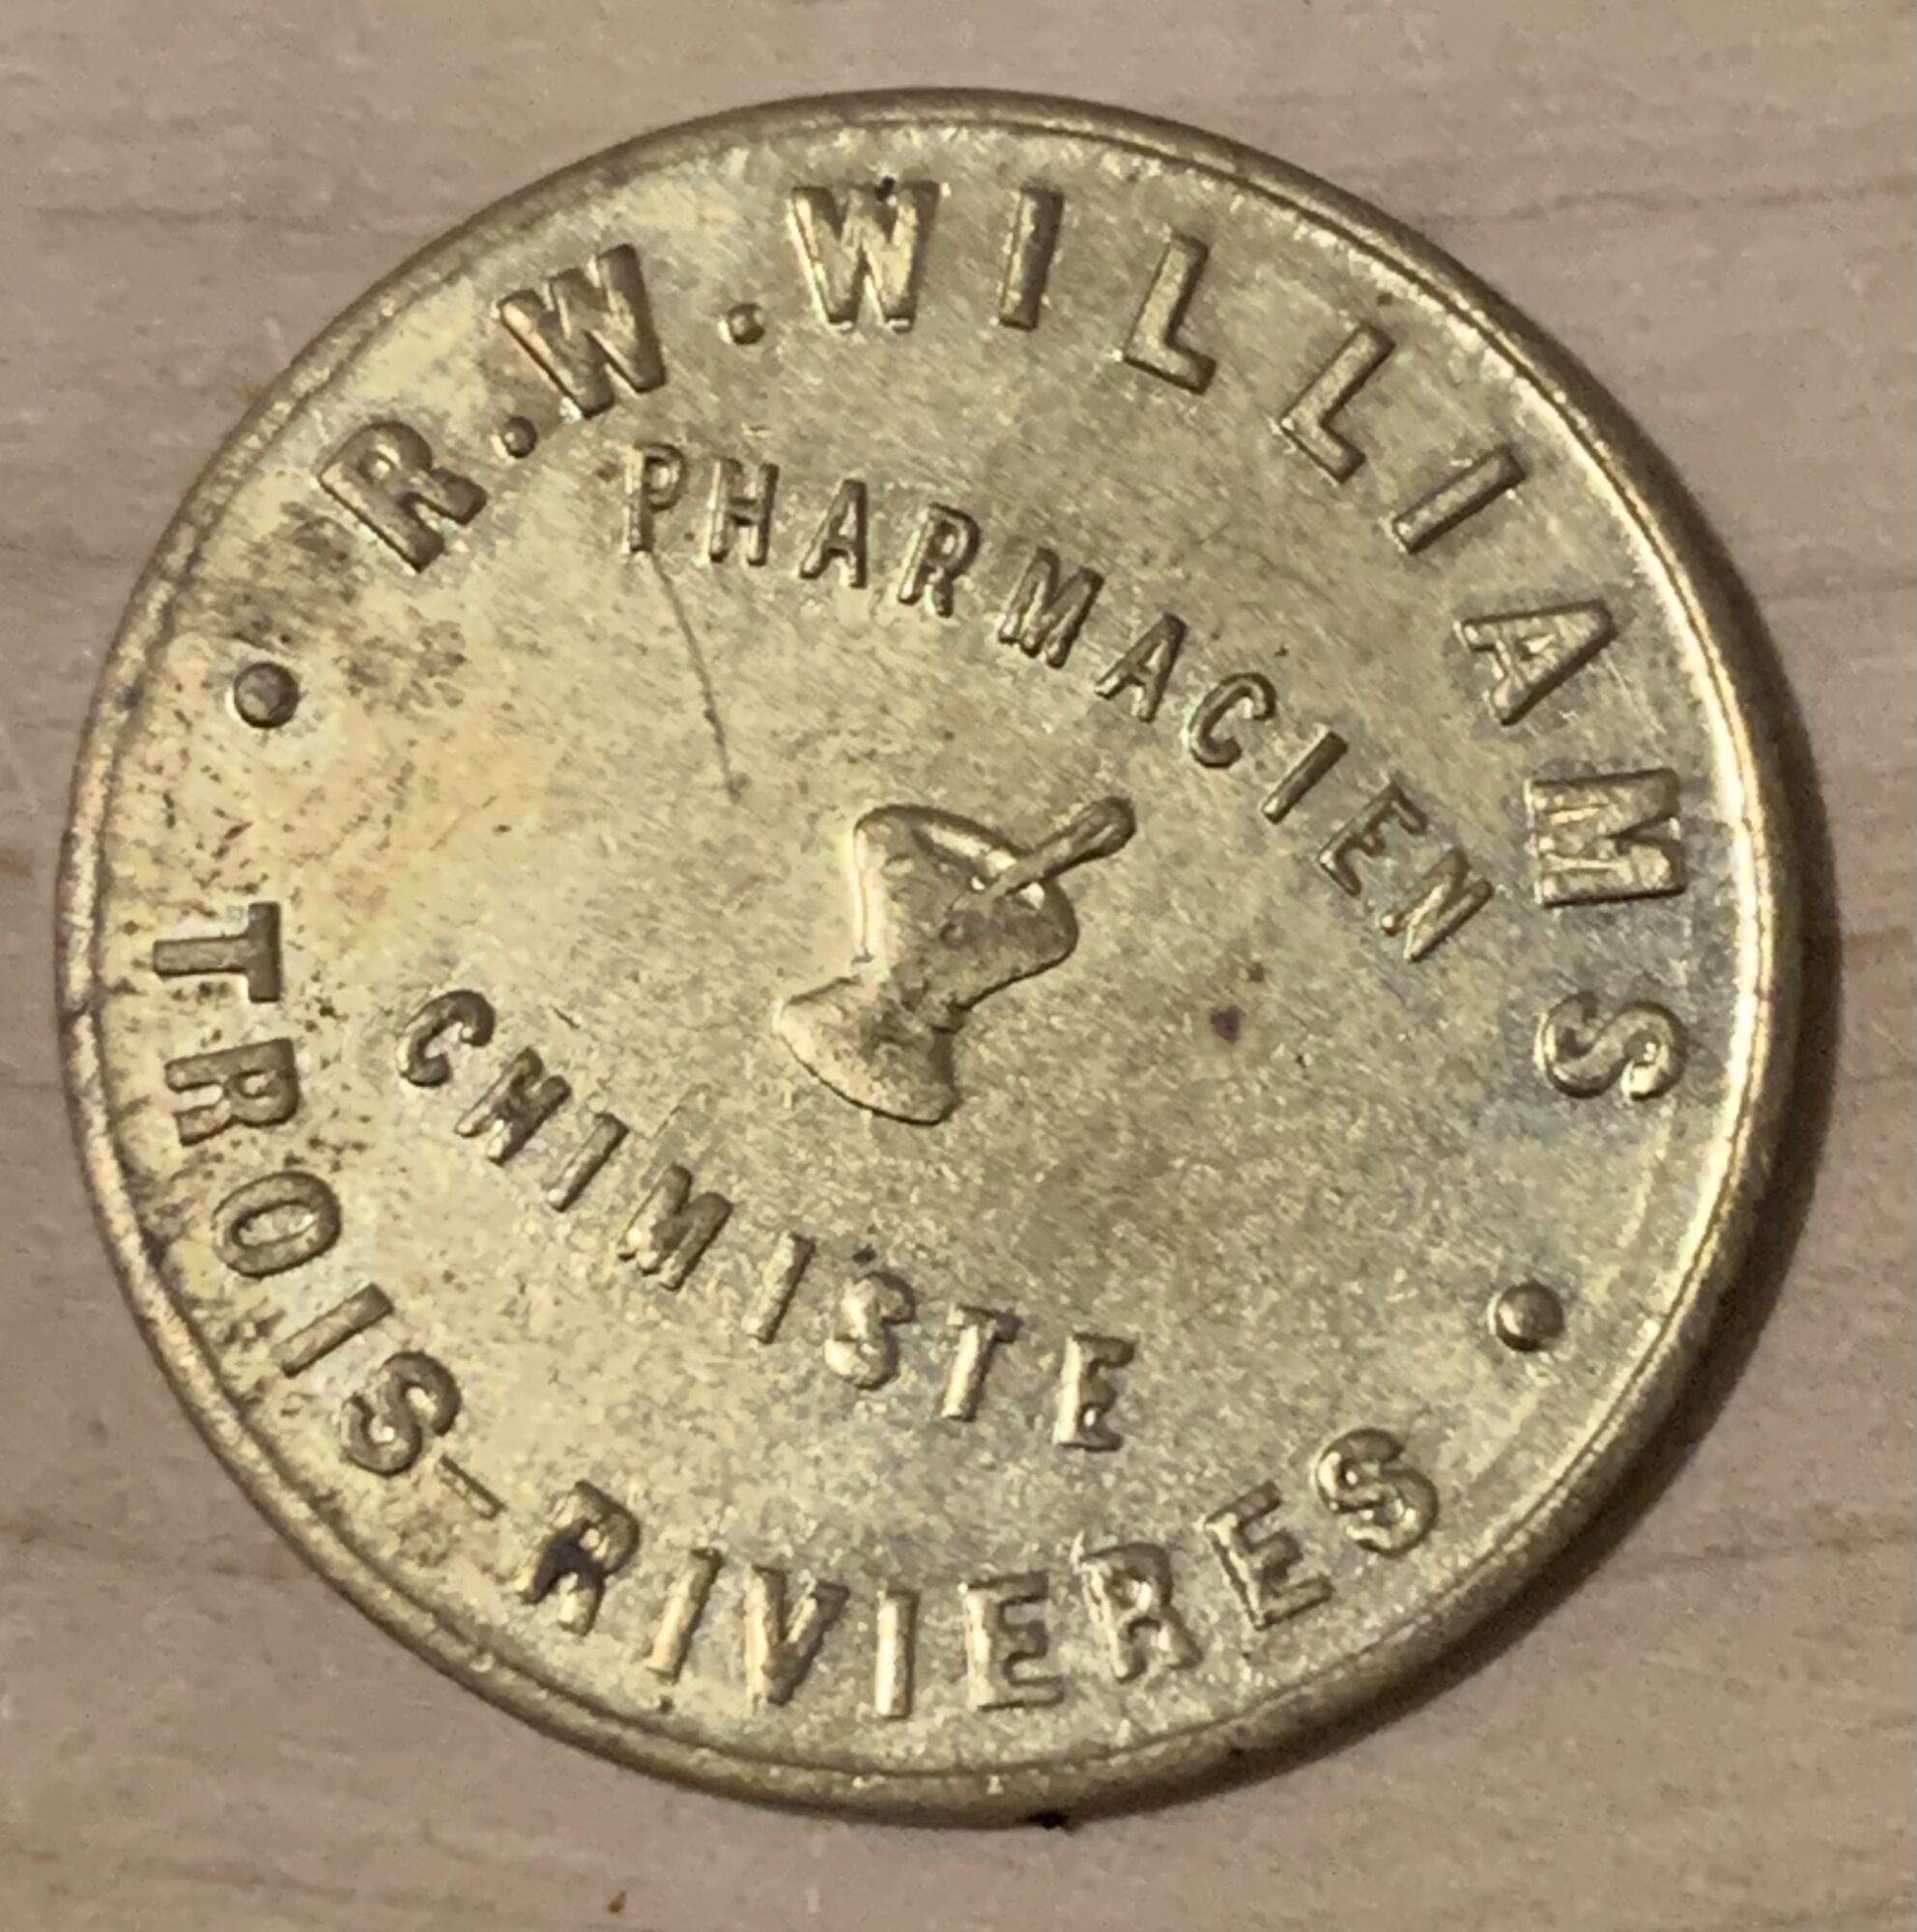 R.W.WILLIAMS
PHARMACIEN
CHIMISTE
TROIS-RIVIERES